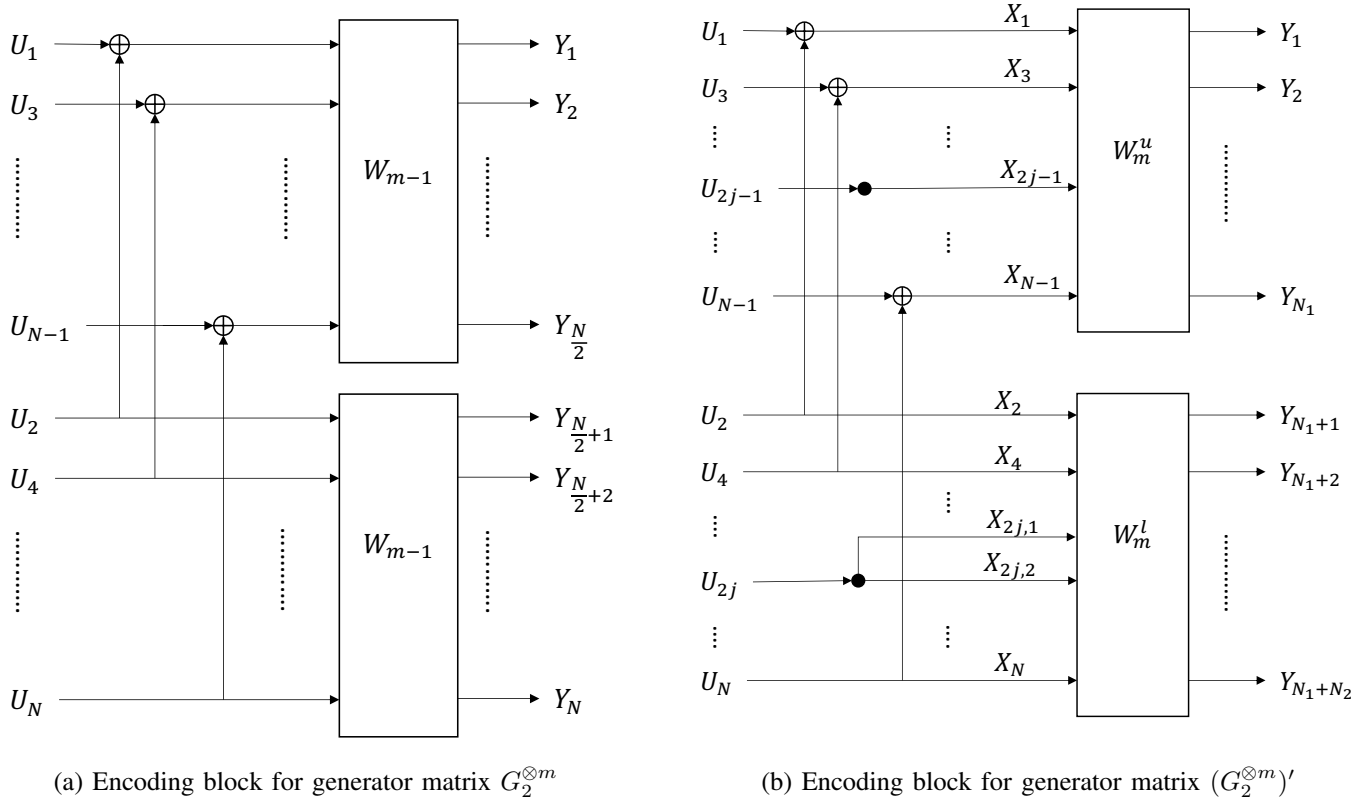 U_1
Y_1
U_3
Y_2
W_{m-1}
U_{N-1}
Y_{\frac{N}{2}}
U_2
Y_{\frac{N}{2}+1}
U_4
Y_{\frac{N}{2}+2}
W_{m-1}
U_N
Y_N
(a) Encoding block for generator matrix G_2^{⊗m}
U_1
X_1
Y_1
U_3
X_3
Y_2
W_m^u
U_{2j-1}
X_{2j-1}
U_{N-1}
X_{N-1}
Y_{N_1}
U_2
X_2
Y_{N_1+1}
U_4
X_4
Y_{N_1+2}
X_{2j,1}
W_m^l
U_{2j}
X_{2j,2}
U_N
X_N
Y_{N_1+N_2}
(b) Encoding block for generator matrix (G_2^{⊗m})′